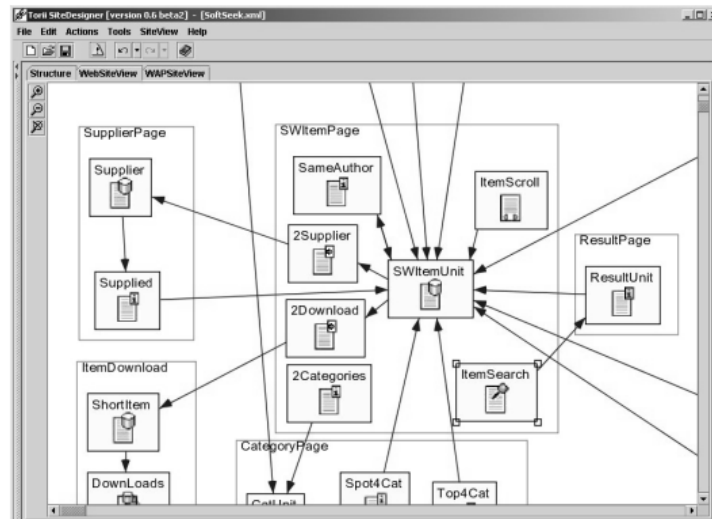 Torii SiteDesigner [version 0.6 beta2] - [SoftSeek.xml]
File Edit Actions Tools SiteView Help
Structure WebSiteView WAPSiteView
SupplierPage
Supplier
Supplied
SWItemPage
SameAuthor
ItemScroll
2Supplier
SWItemUnit
2Download
2Categories
ItemSearch
ResultPage
ResultUnit
ItemDownload
ShortItem
DownLoads
CategoryPage
CatUnit
Spot4Cat
Top4Cat